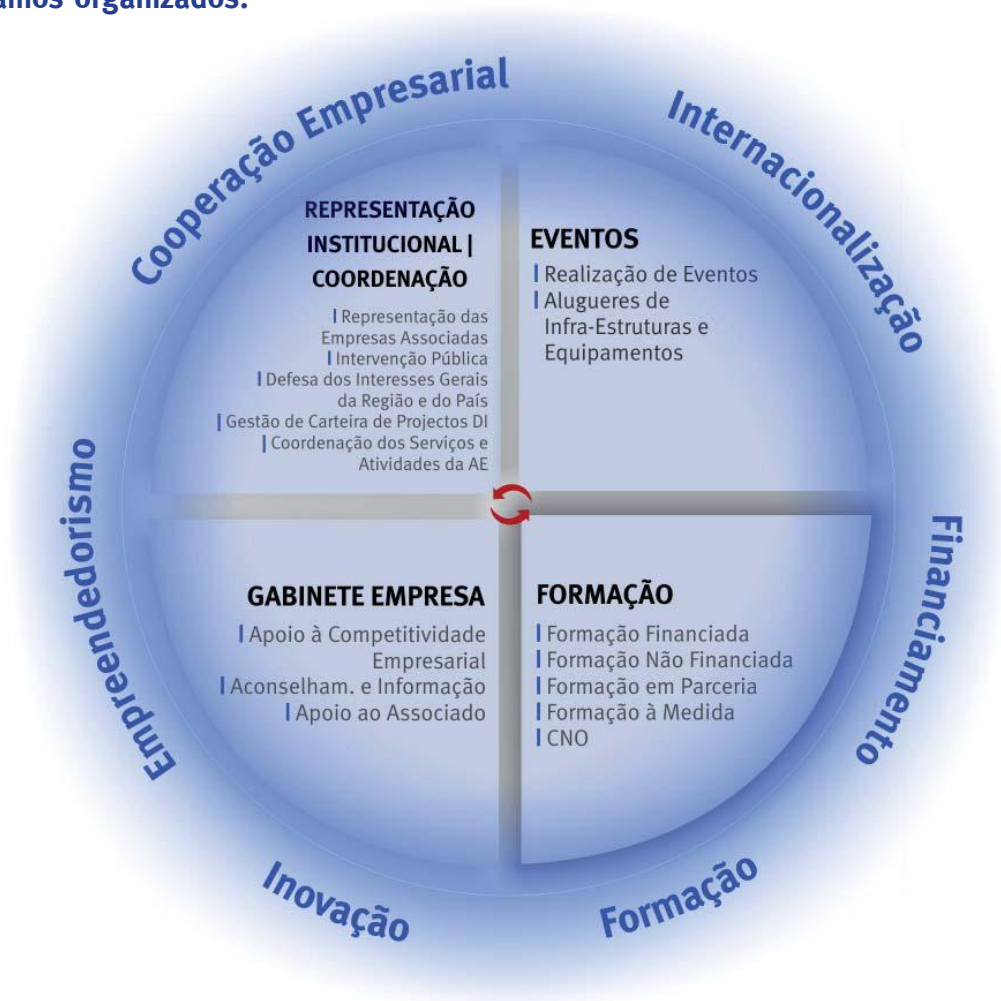 amos organizados.
Cooperação Empresarial
Internacionalização
REPRESENTAÇÃO
INSTITUCIONAL |
COORDENAÇÃO
| Representação das
Empresas Associadas
| Intervenção Pública
| Defesa dos Interesses Gerais
da Região e do País
| Gestão de Carteira de Projectos DI
| Coordenação dos Serviços e
Atividades da AE
EVENTOS
| Realização de Eventos
| Alugueres de
Infra-Estruturas e
Equipamentos
Empreendedorismo
Financiamento
GABINETE EMPRESA
| Apoio à Competitividade
Empresarial
| Aconselham. e Informação
| Apoio ao Associado
FORMAÇÃO
| Formação Financiada
| Formação Não Financiada
| Formação em Parceria
| Formação à Medida
| CNO
Inovação
Formação